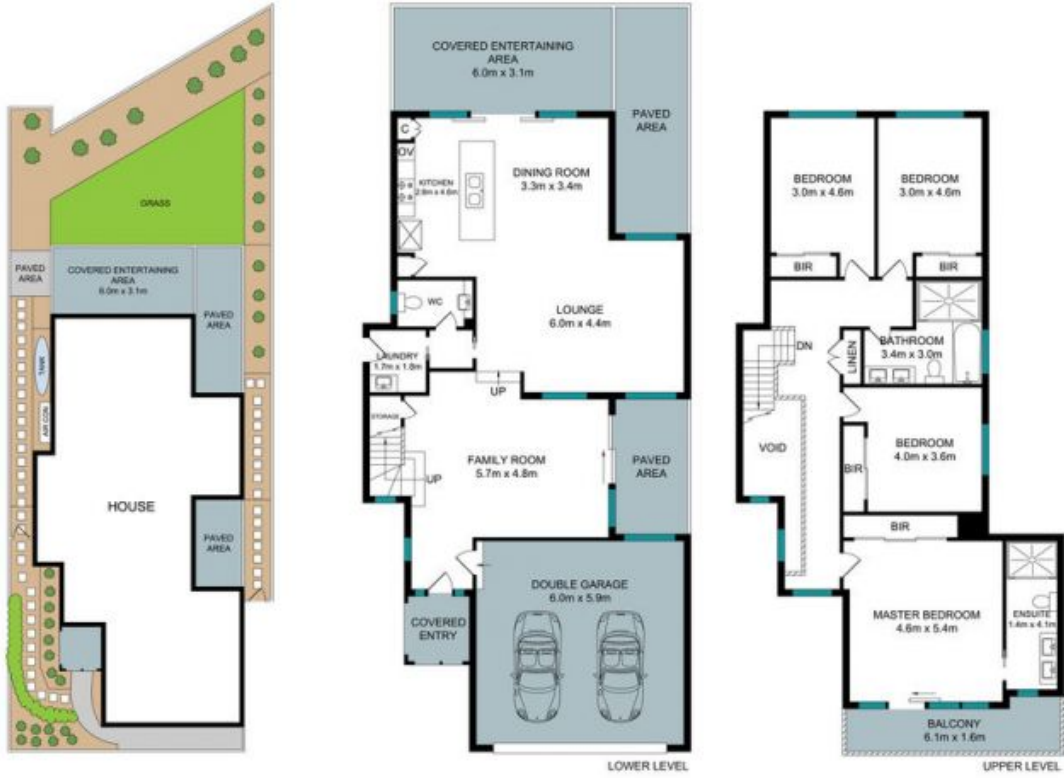 GRASS
PAVED
AREA
COVERED ENTERTAINING
AREA
6.0m x 3.1m
PAVED
AREA
TANK
AIR CON
HOUSE
PAVED
AREA
COVERED ENTERTAINING
AREA
6.0m x 3.1m
PAVED
AREA
C
OV
KITCHEN
2.8m x 4.6m
DINING ROOM
3.3m x 3.4m
WC
LOUNGE
6.0m x 4.4m
LAUNDRY
1.7m x 1.8m
UP
STORAGE
FAMILY ROOM
5.7m x 4.8m
UP
PAVED
AREA
DOUBLE GARAGE
6.0m x 5.9m
COVERED
ENTRY
LOWER LEVEL
BEDROOM
3.0m x 4.6m
BEDROOM
3.0m x 4.6m
BIR
BIR
DN
LINEN
BATHROOM
3.4m x 3.0m
VOID
BEDROOM
4.0m x 3.6m
BIR
BIR
MASTER BEDROOM
4.6m x 5.4m
ENSUITE
1.4m x 4.1m
BALCONY
6.1m x 1.6m
UPPER LEVEL